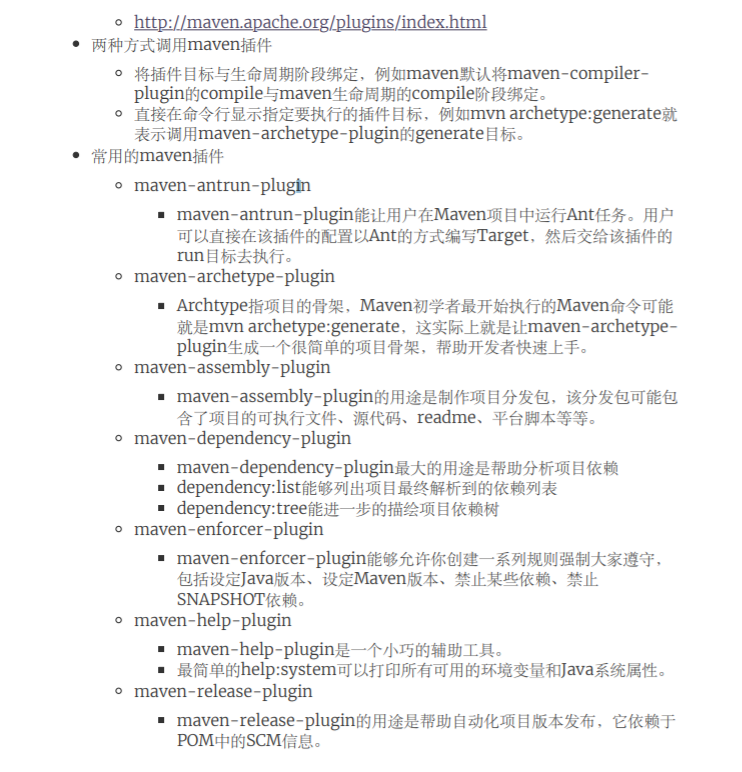 http://maven.apache.org/plugins/index.html
两种方式调用maven插件
将插件目标与生命周期阶段绑定，例如maven默认将maven-compiler-
plugin的compile与maven生命周期的compile阶段绑定。
直接在命令行显示指定要执行的插件目标，例如mvn archetype:generate就
表示调用maven-archetype-plugin的generate目标。
常用的maven插件
maven-antrun-plugin
maven-antrun-plugin能让用户在Maven项目中运行Ant任务。用户
可以直接在该插件的配置以Ant的方式编写Target，然后交给该插件的
run目标去执行。
maven-archetype-plugin
Archtype指项目的骨架，Maven初学者最开始执行的Maven命令可能
就是mvn archetype:generate，这实际上就是让maven-archetype-
plugin生成一个很简单的项目骨架，帮助开发者快速上手。
maven-assembly-plugin
maven-assembly-plugin的用途是制作项目分发包，该分发包可能包
含了项目的可执行文件、源代码、readme、平台脚本等等。
maven-dependency-plugin
maven-dependency-plugin最大的用途是帮助分析项目依赖
dependency:list能够列出项目最终解析到的依赖列表
dependency:tree能进一步的描绘项目依赖树
maven-enforcer-plugin
maven-enforcer-plugin能够允许你创建一系列规则强制大家遵守，
包括设定Java版本、设定Maven版本、禁止某些依赖、禁止
SNAPSHOT依赖。
maven-help-plugin
maven-help-plugin是一个小巧的辅助工具。
最简单的help:system可以打印所有可用的环境变量和Java系统属性。
maven-release-plugin
maven-release-plugin的用途是帮助自动化项目版本发布，它依赖于
POM中的SCM信息。